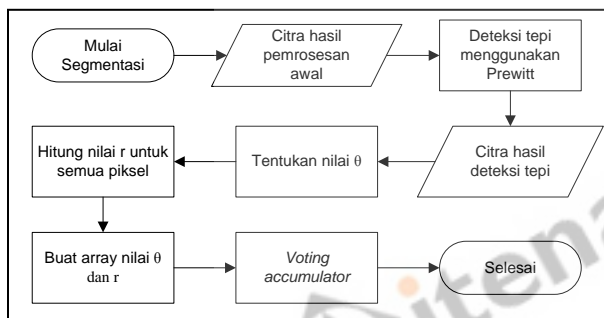 Mulai
Segmentasi
Citra hasil
pemrosesan
awal
Deteksi tepi
menggunakan
Prewitt
Citra hasil
deteksi tepi
Tentukan nilai θ
Hitung nilai r untuk
semua piksel
Buat array nilai θ
dan r
Voting
accumulator
Selesai